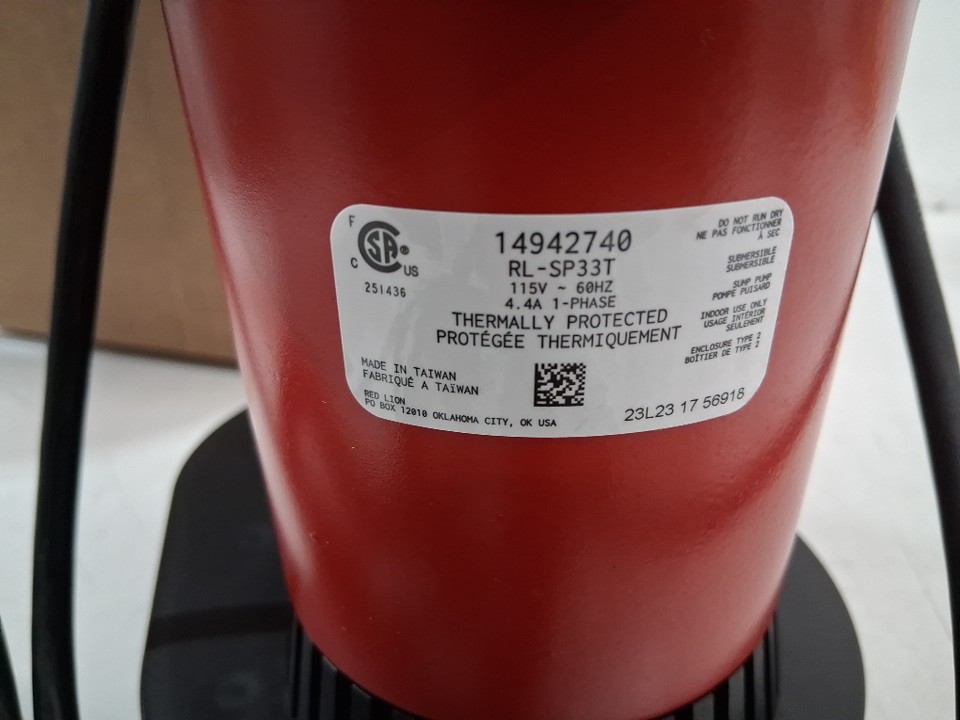 F
SA®
C US
251436
14942740
RL-SP33T
115V ~ 60HZ
4.4A 1-PHASE
THERMALLY PROTECTED
PROTÉGÉE THERMIQUEMENT
DO NOT RUN DRY
NE PAS FONCTIONNER
À SEC
SUBMERSIBLE
SUBMERSIBLE
SUMP PUMP
POMPE PUISARD
INDOOR USE ONLY
USAGE INTÉRIOR
SEULEMENT
ENCLOSURE TYPE 2
BOÎTIER DE TYPE 2
MADE IN TAIWAN
FABRIQUÉ A TAïWAN
RED LION
PO BOX 12010 OKLAHOMA CITY, OK USA
23L23 17 56918